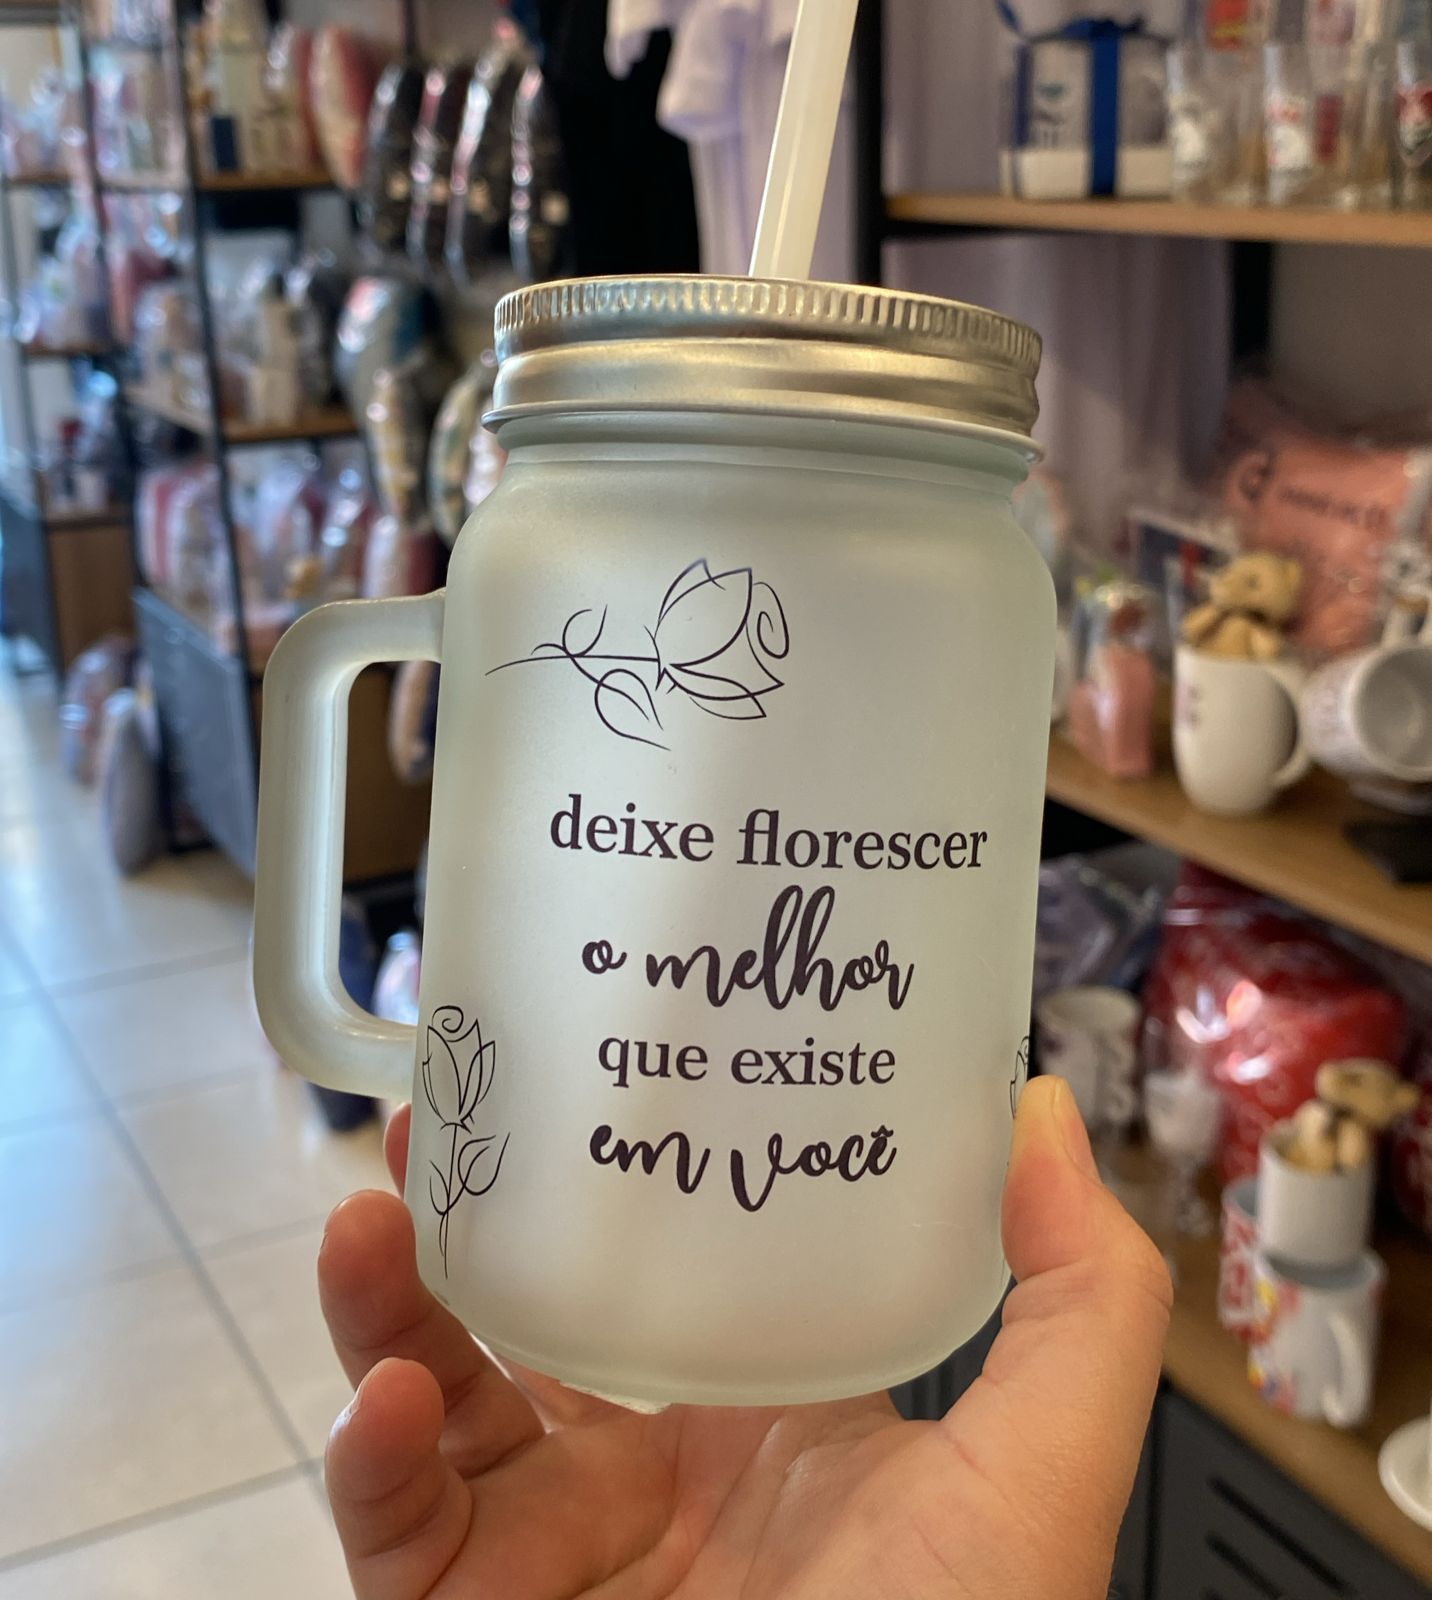 deixe florescer
o melhor
que existe
em você